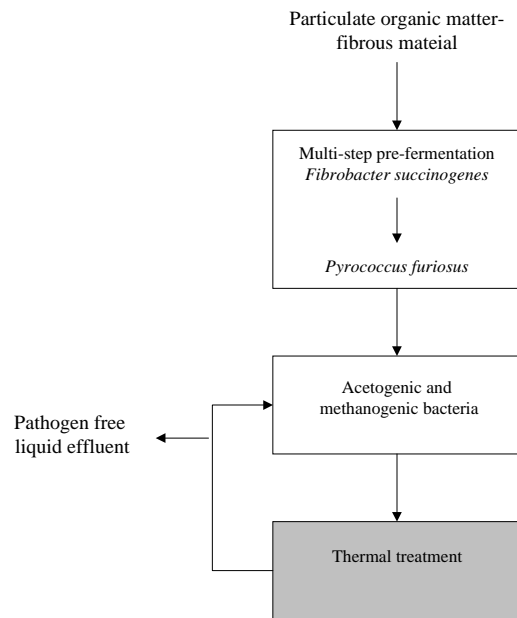 Particulate organic matter-
fibrous mateial
Multi-step pre-fermentation
Fibrobacter succinogenes
Pyrococcus furiosus
Acetogenic and
methanogenic bacteria
Pathogen free
liquid effluent
Thermal treatment